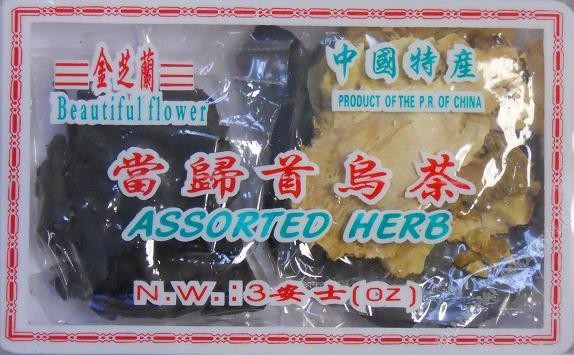 金芝蘭
Beautiful flower
中國特産
PRODUCT OF THE P.R. OF CHINA
當歸首烏茶
ASSORTED HERB
N.W.:3安士(OZ)